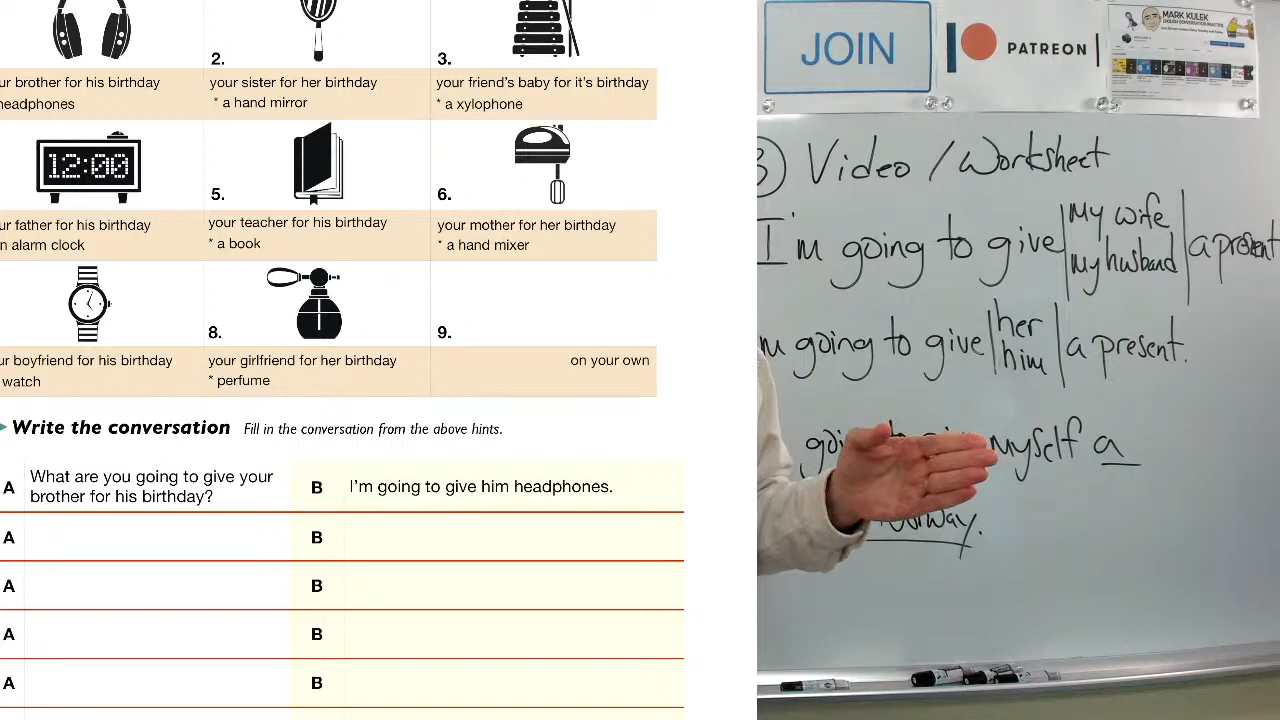 2.
3.
ur brother for his birthday
your sister for her birthday
's baby for it's birthday
headphones
* a hand mirror
* a xylophone
12:00
5.
6.
ur father for his birthday
your teacher for his birthday
your mother for her birthday
n alarm clock
* a book
* a hand mixer
8.
9.
ur boyfriend for his birthday
your girlfriend for her birthday
on your own
watch
* perfume
Write the conversation Fill in the conversation from the above hints.
A What are you going to give your
brother for his birthday?
B I'm going to give him headphones.
A B
A B
A B
A B
JOIN
PATREON
MARK KULEK
3 Video / Worksheet
I'm going to give my wife a present
my husband
m going to give her a present.
him
going myself a